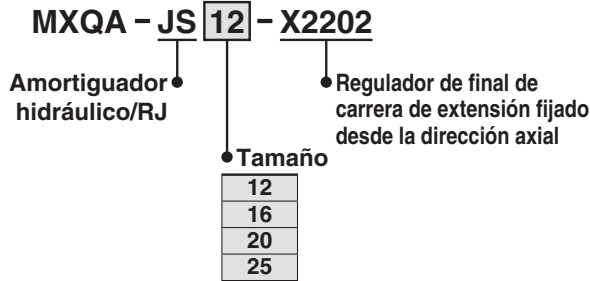 MXQA – JS 12 – X2202
Amortiguador
hidráulico/RJ
Regulador de final de
carrera de extensión fijado
desde la dirección axial
Tamaño
12
16
20
25